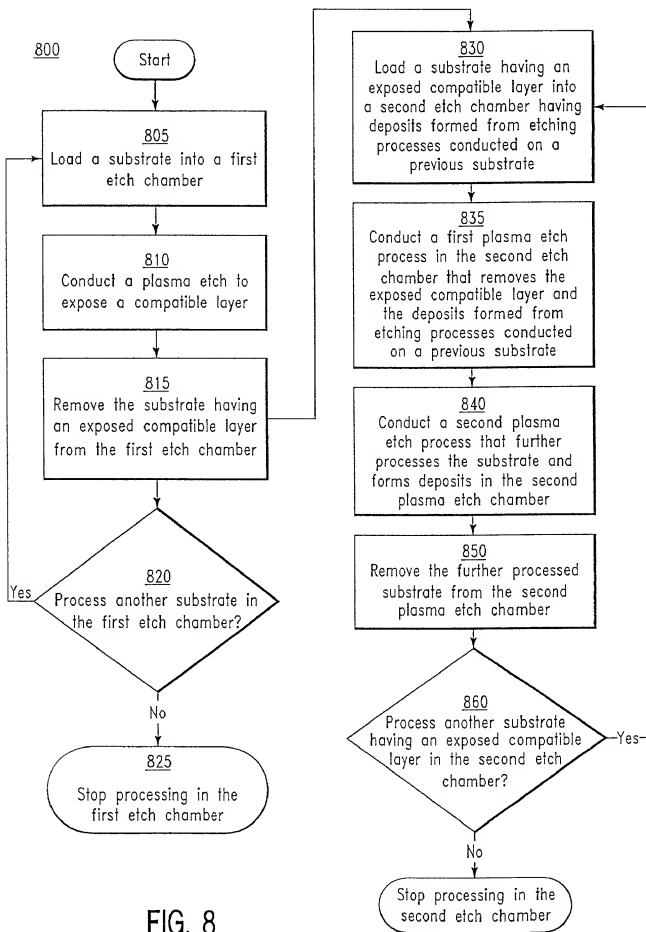 800
Start
805
Load a substrate into a first
etch chamber
810
Conduct a plasma etch to
expose a compatible layer
815
Remove the substrate having
an exposed compatible layer
from the first etch chamber
Yes
820
Process another substrate in
the first etch chamber?
No
825
Stop processing in the
first etch chamber
830
Load a substrate having an
exposed compatible layer into
a second etch chamber having
deposits formed from etching
processes conducted on a
previous substrate
835
Conduct a first plasma etch
process in the second etch
chamber that removes the
exposed compatible layer and
the deposits formed from
etching processes conducted
on a previous substrate
840
Conduct a second plasma
etch process that further
processes the substrate and
forms deposits in the second
plasma etch chamber
850
Remove the further processed
substrate from the second
plasma etch chamber
860
Process another substrate
having an exposed compatible
layer in the second etch
chamber?
Yes
No
Stop processing in the
second etch chamber
FIG. 8